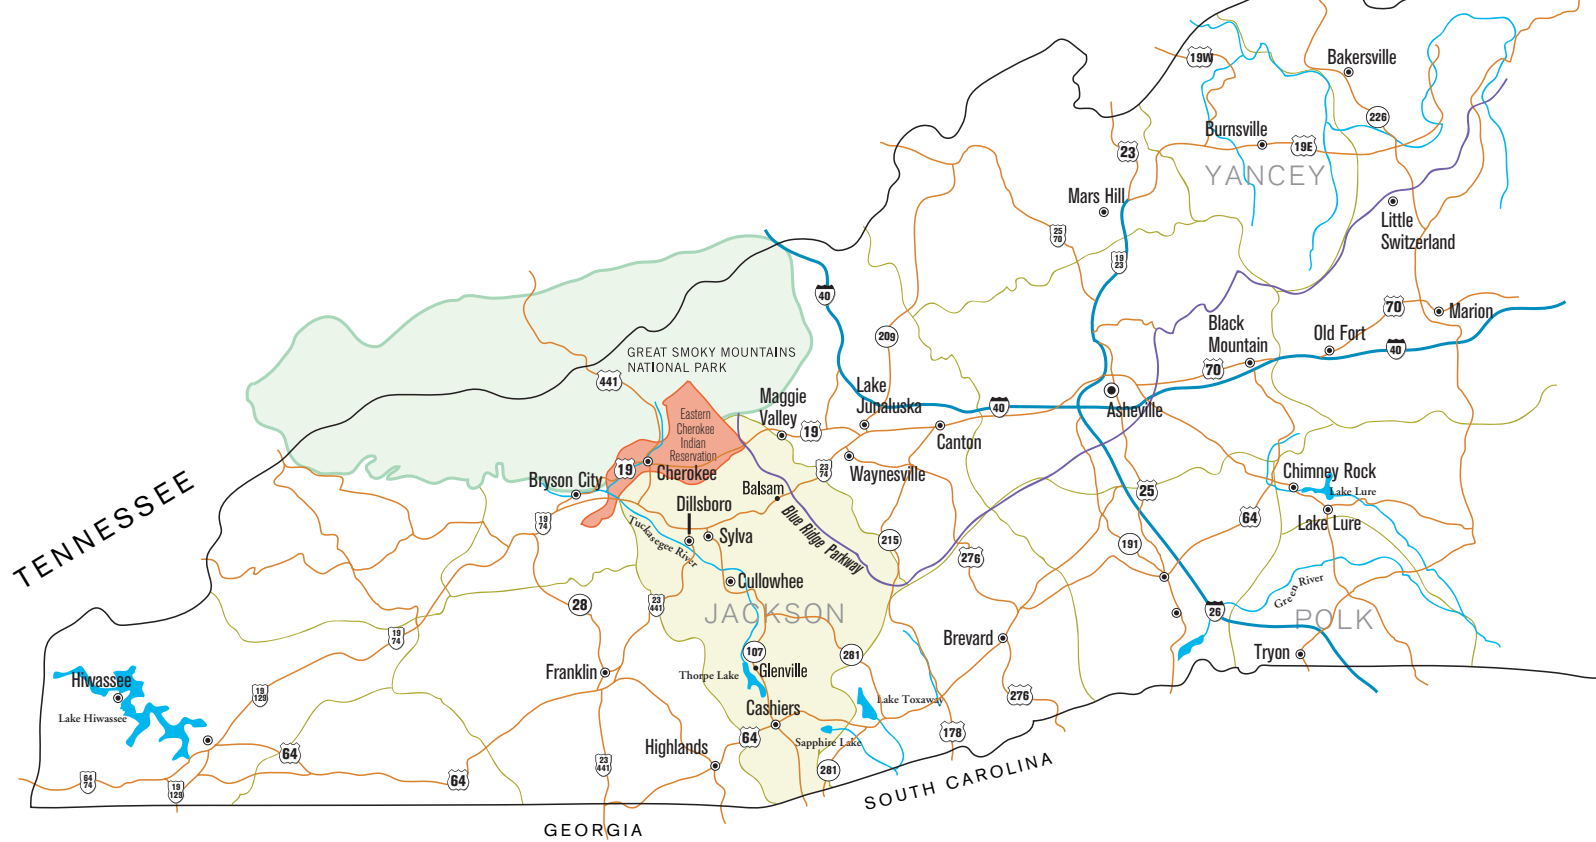 19W
Bakersville
226
Burnsville
19E
23
YANCEY
Mars Hill
Little
Switzerland
25
70
19
23
40
209
70
Marion
Black
Mountain
Old Fort
40
70
GREAT SMOKY MOUNTAINS
NATIONAL PARK
441
Lake
Junaluska
Maggie
Valley
40
Asheville
Eastern
Cherokee
Indian
Reservation
19
Canton
19
Cherokee
23
74
Waynesville
Bryson City
Balsam
Chimney Rock
Lake Lure
25
TENNESSEE
Dillsboro
19
74
Tuckasegee River
Sylva
Blue Ridge Parkway
64
Lake Lure
215
191
276
Cullowhee
Green River
28
23
441
JACKSON
26
POLK
19
74
Brevard
107
281
Tryon
Franklin
Thorpe Lake
Glenville
Hiwassee
19
129
276
Lake Toxaway
Lake Hiwassee
Cashiers
64
178
Sapphire Lake
Highlands
64
23
441
281
64
74
64
19
129
SOUTH CAROLINA
GEORGIA